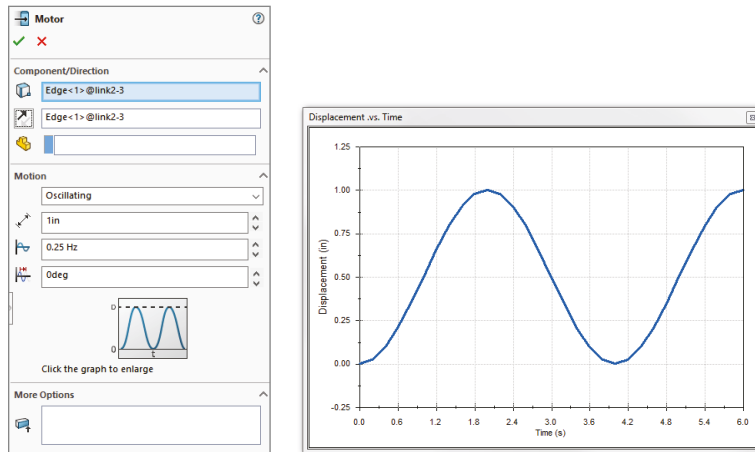 Motor
?
Component/Direction
Edge<1>@link2-3
Edge<1>@link2-3
Motion
Oscillating
1in
0.25 Hz
0deg
D
0
t
Click the graph to enlarge
More Options
Displacement .vs. Time
1.25
1.00
0.75
0.50
0.25
0.00
-0.25
Displacement (in)
0.0 0.6 1.2 1.8 2.4 3.0 3.6 4.2 4.8 5.4 6.0
Time (s)